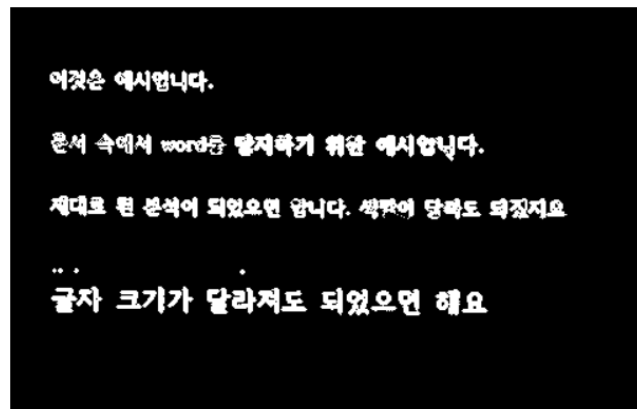 이것은 예시입니다.
문서 속에서 word를 탐지하기 위한 예시입니다.
제대로 된 분석이 되었으면 합니다. 달라도 되겠지요
글자 크기가 달라져도 되었으면 해요